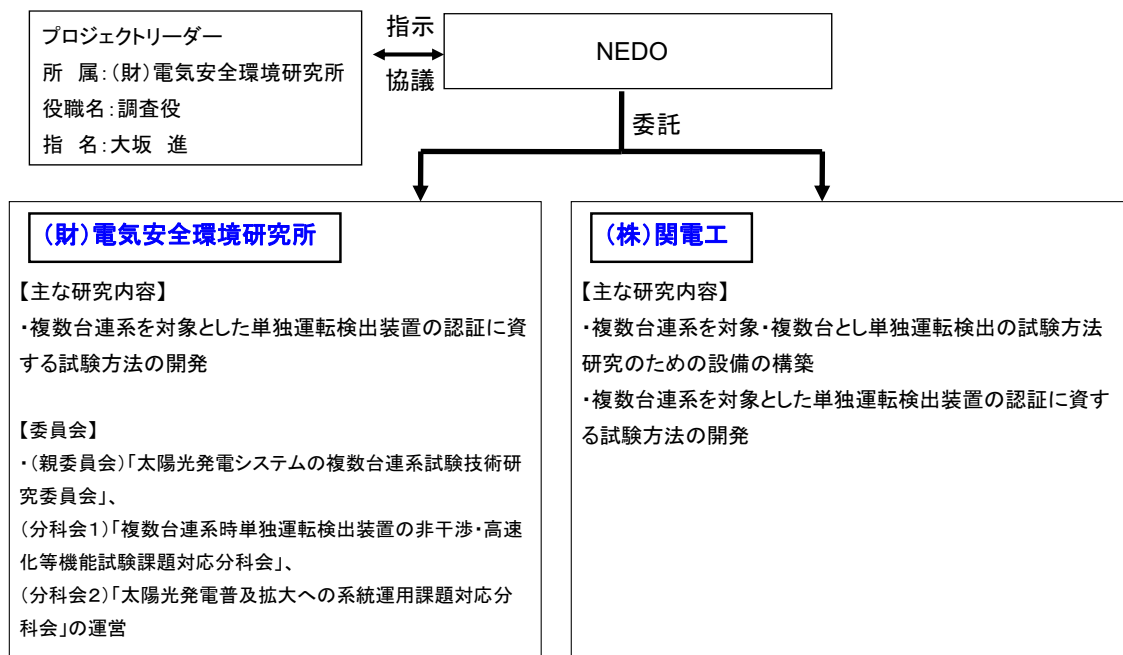 プロジェクトリーダー
所 属:(財)電気安全環境研究所
役職名:調査役
指 名:大坂 進
指示
協議
NEDO
委託
(財)電気安全環境研究所
【主な研究内容】
・複数台連系を対象とした単独運転検出装置の認証に資
する試験方法の開発
【委員会】
・(親委員会)「太陽光発電システムの複数台連系試験技術研
究委員会」、
(分科会1)「複数台連系時単独運転検出装置の非干渉・高速
化等機能試験課題対応分科会」、
(分科会2)「太陽光発電普及拡大への系統運用課題対応分
科会」の運営
(株)関電工
【主な研究内容】
・複数台連系を対象・複数台とし単独運転検出の試験方法
研究のための設備の構築
・複数台連系を対象とした単独運転検出装置の認証に資す
る試験方法の開発